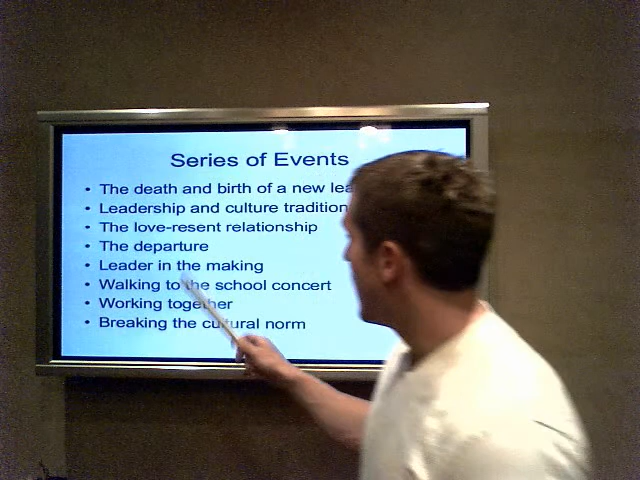 Series of Events
• The death and birth of a new
• Leadership and culture tradition
• The love-resent relationship
• The departure
• Leader in the making
• Walking to the school concert
• Working together
• Breaking the cultural norm